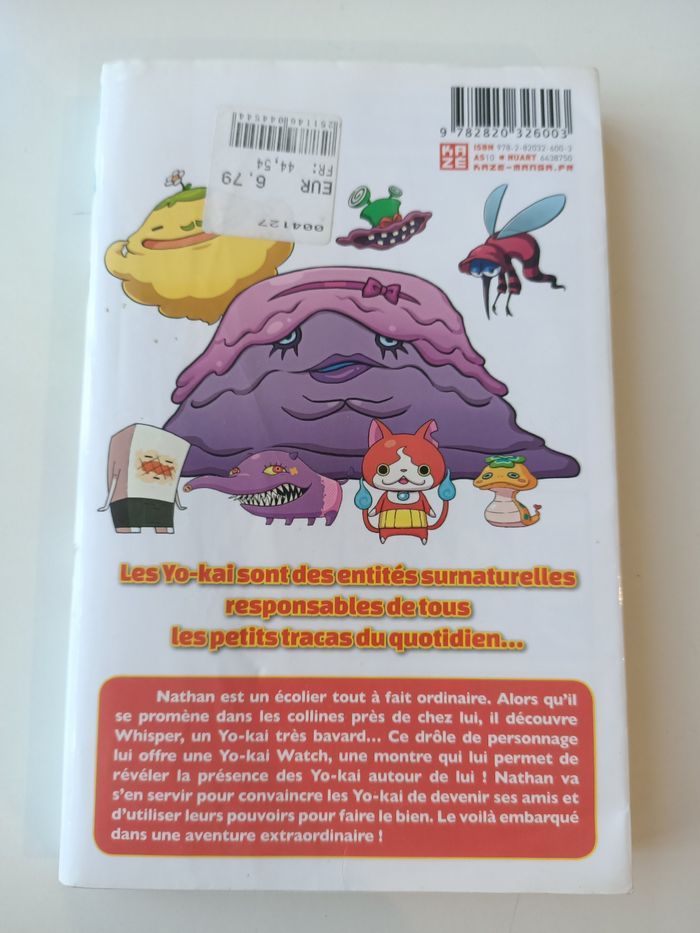 9 782820 326003
KAZÉ
ISBN 978-2-82032-600-3
AS10 ★ NUART 6638750
KAZE-MANGA.FR
2511460044544
FR: 44,54
EUR 6,79
004127
Les Yo-kai sont des entités surnaturelles
responsables de tous
les petits tracas du quotidien...
Nathan est un écolier tout à fait ordinaire. Alors qu'il
se promène dans les collines près de chez lui, il découvre
Whisper, un Yo-kai très bavard... Ce drôle de personnage
lui offre une Yo-kai Watch, une montre qui lui permet de
révéler la présence des Yo-kai autour de lui ! Nathan va
s'en servir pour convaincre les Yo-kai de devenir ses amis et
d'utiliser leurs pouvoirs pour faire le bien. Le voilà embarqué
dans une aventure extraordinaire !